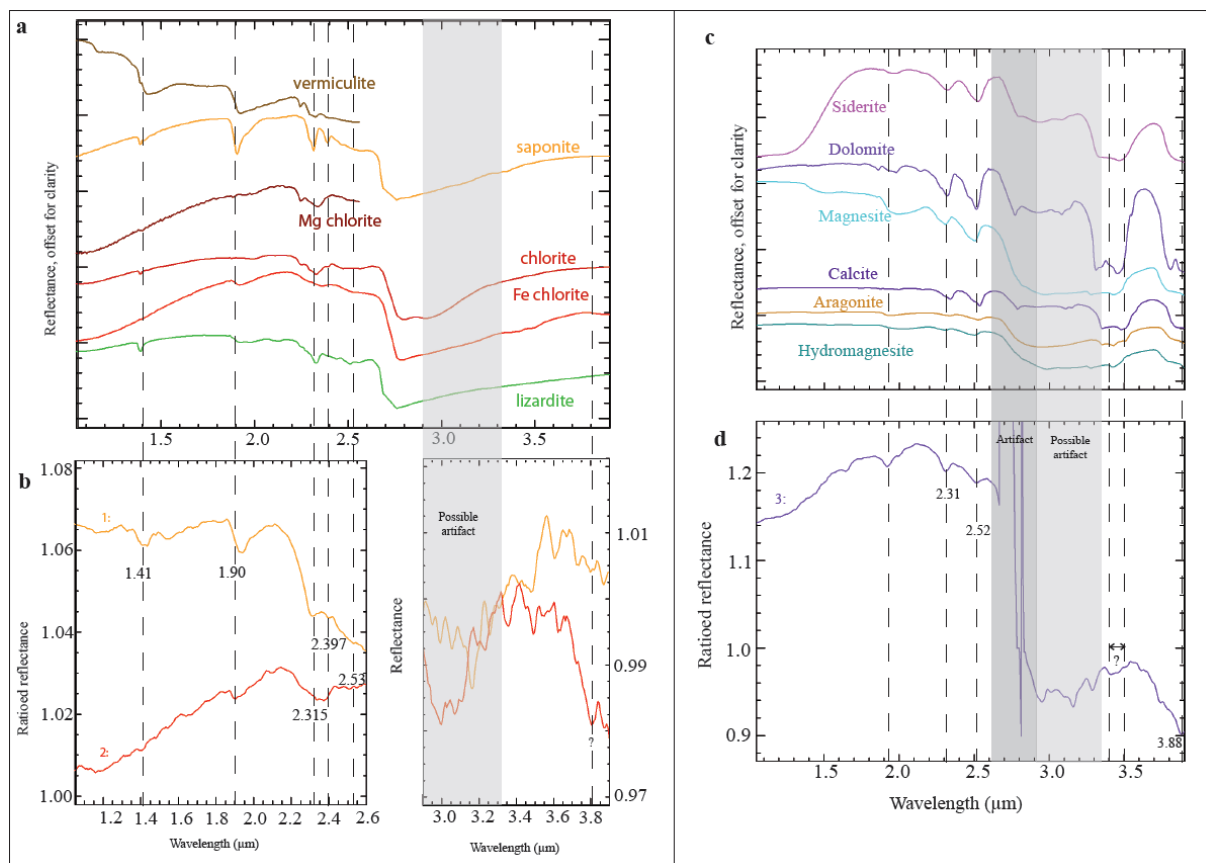 a
Reflectance, offset for clarity
vermiculite
saponite
Mg chlorite
chlorite
Fe chlorite
lizardite
1.5 2.0 2.5 3.0 3.5
b
1.08
1.06
1.04
1.02
1.00
Ratioed reflectance
1:
1.41
1.90
2.397
2.53
2.315
2:
1.0 1.4 1.8 2.2 2.6
Wavelength (µm)
Possible
artifact
Reflectance
1.01
0.99
0.97
?
3.0 3.2 3.4 3.6 3.8
Wavelength (µm)
c
Reflectance, offset for clarity
Siderite
Dolomite
Magnesite
Calcite
Aragonite
Hydromagnesite
d
1.2
1.1
1.0
0.9
Ratioed reflectance
3:
2.31
2.52
Artifact
Possible
artifact
?
3.88
1.5 2.0 2.5 3.0 3.5
Wavelength (µm)